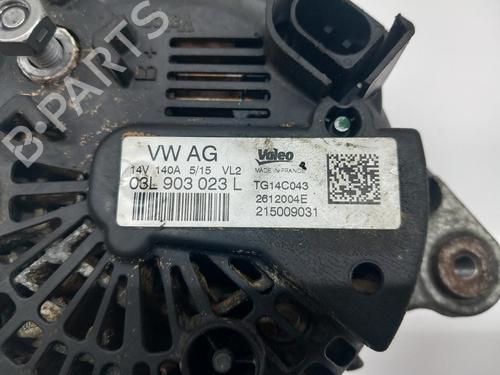 VW AG
14V 140A 5/15 VL2
03L 903 023 L
Valeo
MADE IN FRANCE
TG14C043
2612004E
215009031
B-PARTS